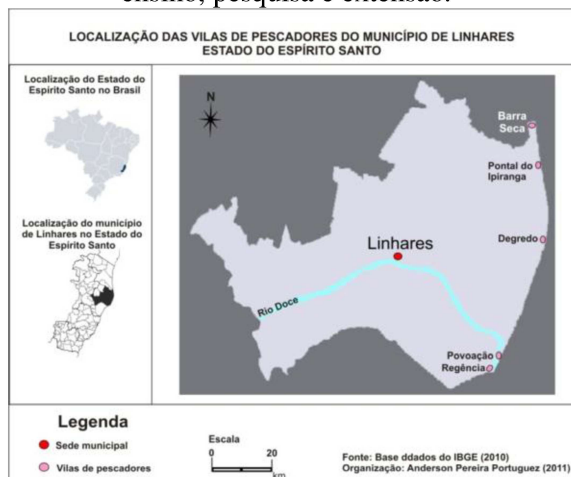 ensino, pesquisa e extensão.
LOCALIZAÇÃO DAS VILAS DE PESCADORES DO MUNICÍPIO DE LINHARES
ESTADO DO ESPÍRITO SANTO
Localização do Estado do
Espírito Santo no Brasil
Localização do município
de Linhares no Estado do
Espírito Santo
N
Barra
Seca
Pontal do
Ipiranga
Degredo
Linhares
Rio Doce
Povoação
Regência
Legenda
Sede municipal
Vilas de pescadores
Escala
0 20
km
Fonte: Base ddados do IBGE (2010)
Organização: Anderson Pereira Portuguez (2011)